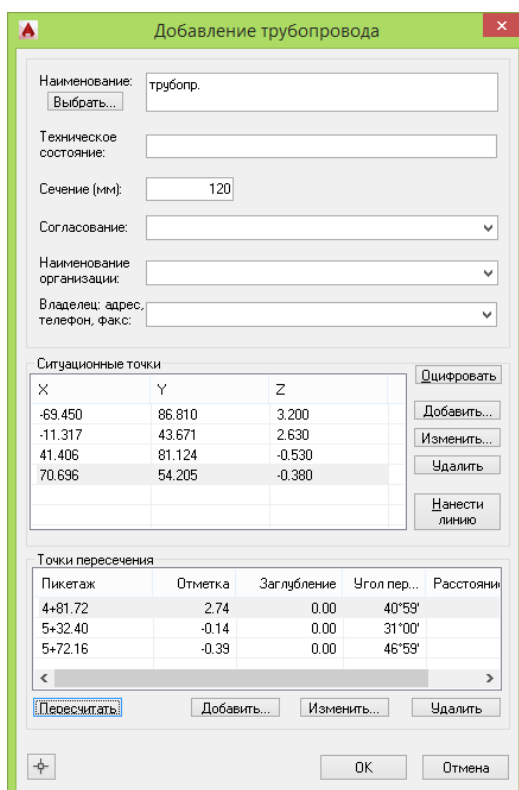 Добавление трубопровода
Наименование: трубопр.
Выбрать...
Техническое состояние:
Сечение (мм): 120
Согласование:
Наименование организации:
Владелец: адрес, телефон, факс:
Ситуационные точки
Оцифровать
X Y Z
-69.450 86.810 3.200
Добавить...
-11.317 43.671 2.630
Изменить...
41.406 81.124 -0.530
Удалить
70.696 54.205 -0.380
Нанести линию
Точки пересечения
Пикетаж Отметка Заглубление Угол пер... Расстояни
4+81.72 2.74 0.00 40°59'
5+32.40 -0.14 0.00 31°00'
5+72.16 -0.39 0.00 46°59'
Пересчитать Добавить... Изменить... Удалить
OK Отмена